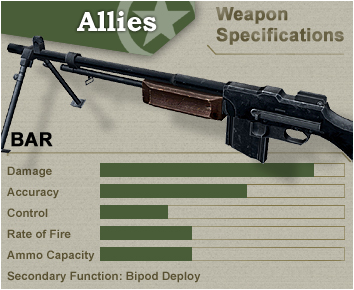 Allies
Weapon
Specifications
BAR
Damage
Accuracy
Control
Rate of Fire
Ammo Capacity
Secondary Function: Bipod Deploy